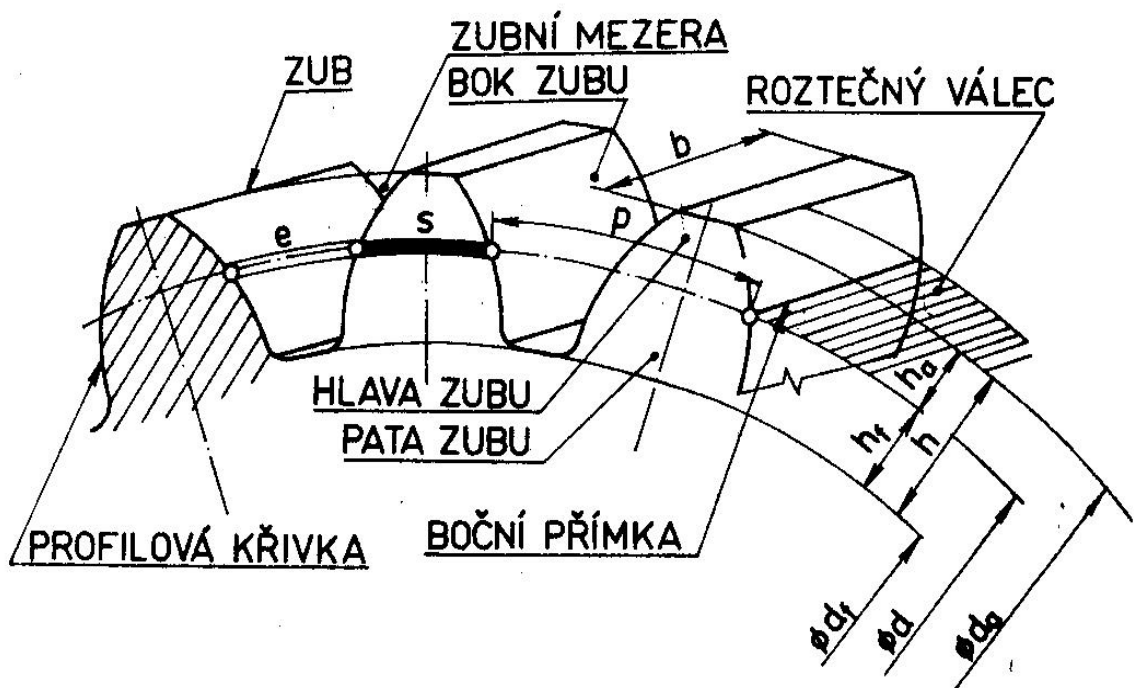 ZUB
ZUBNÍ MEZERA
BOK ZUBU
ROZTEČNÝ VÁLEC
b
e
s
p
HLAVA ZUBU
PATA ZUBU
BOČNÍ PŘÍMKA
PROFILOVÁ KŘIVKA
ha
hf
h
ødf
ød
øda